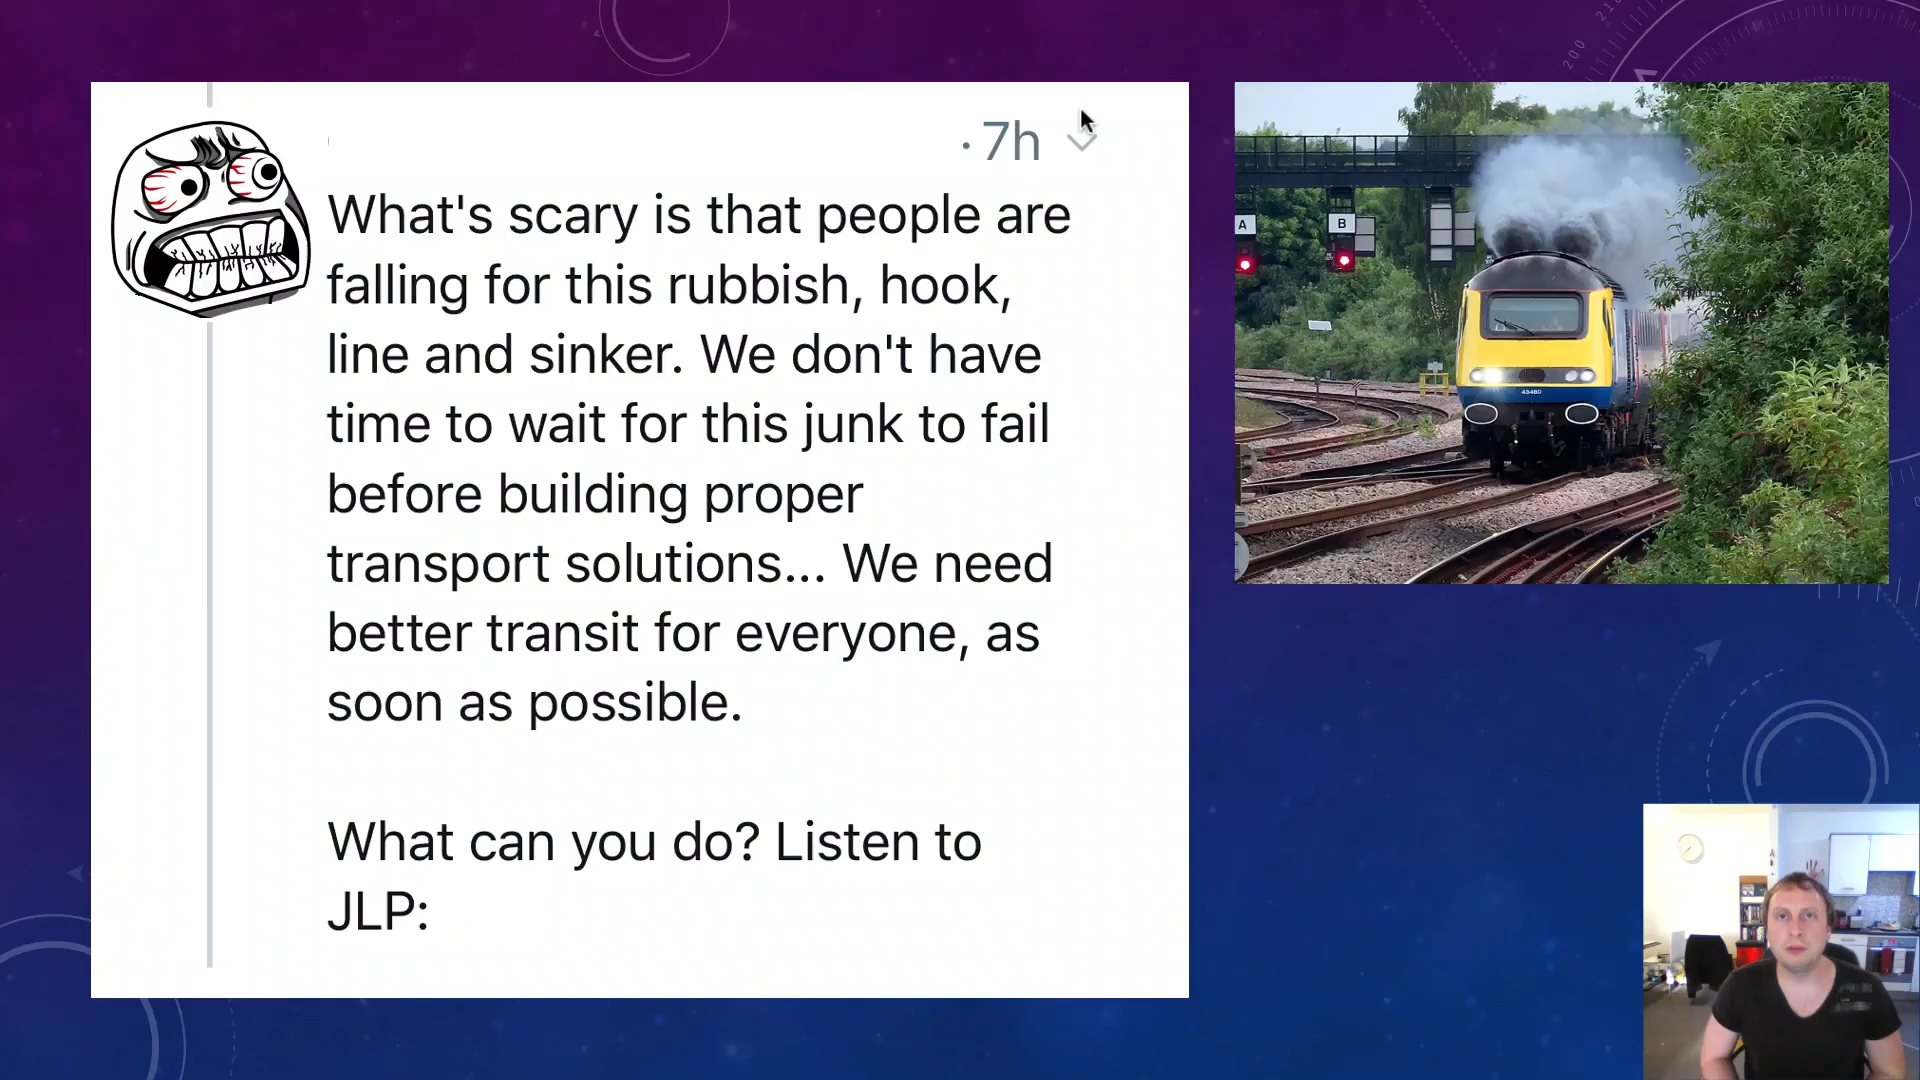 · 7h
What's scary is that people are
falling for this rubbish, hook,
line and sinker. We don't have
time to wait for this junk to fail
before building proper
transport solutions... We need
better transit for everyone, as
soon as possible.
What can you do? Listen to
JLP:
A
B
43480
200